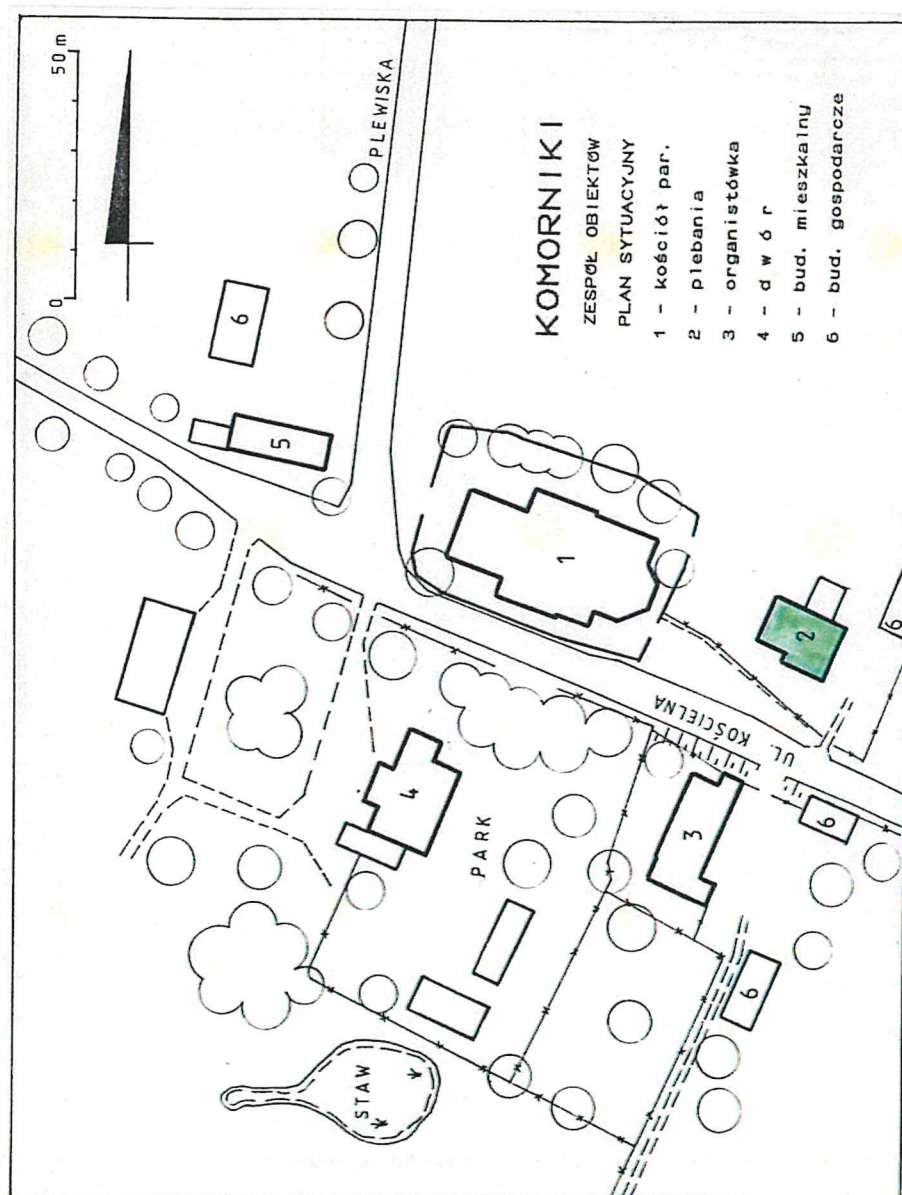 0 50 m
PLEWISKA
KOMORNIKI
ZESPÓŁ OBIEKTÓW
PLAN SYTUACYJNY
1 - kościół par.
2 - plebania
3 - organistówka
4 - d w ó r
5 - bud. mieszkalny
6 - bud. gospodarcze
6
5
1
2
6
UL. KOŚCIELNA
4
PARK
3
6
6
STAW